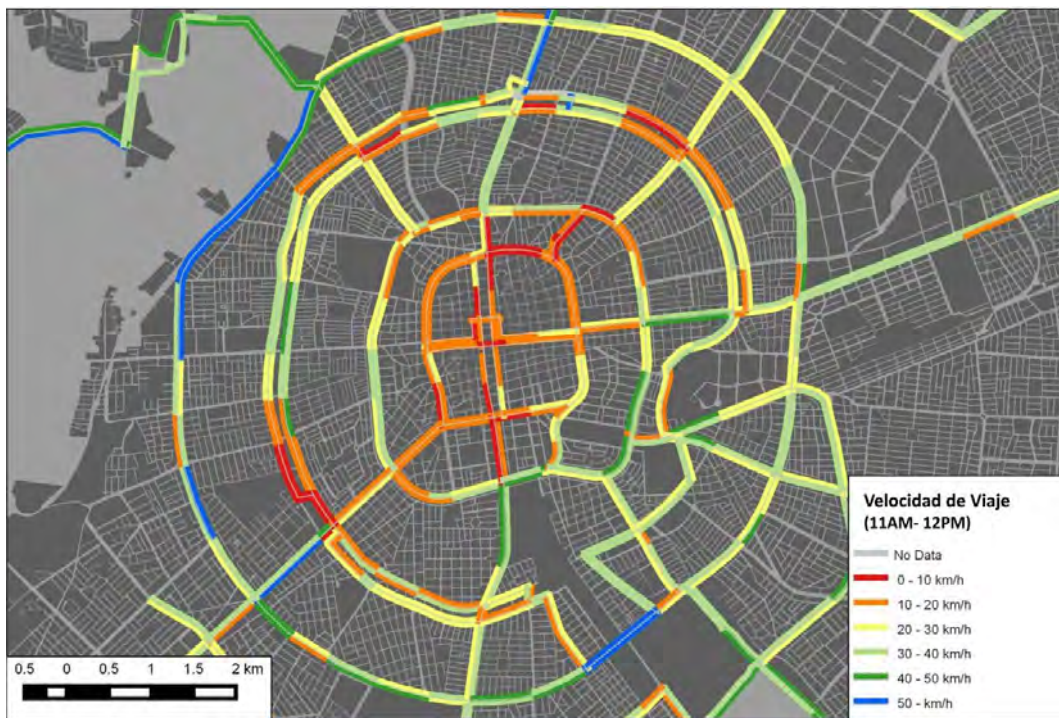 Velocidad de Viaje
(11AM- 12PM)
No Data
0 - 10 km/h
10 - 20 km/h
20 - 30 km/h
30 - 40 km/h
40 - 50 km/h
50 - km/h
0.5 0 0.5 1 1.5 2 km